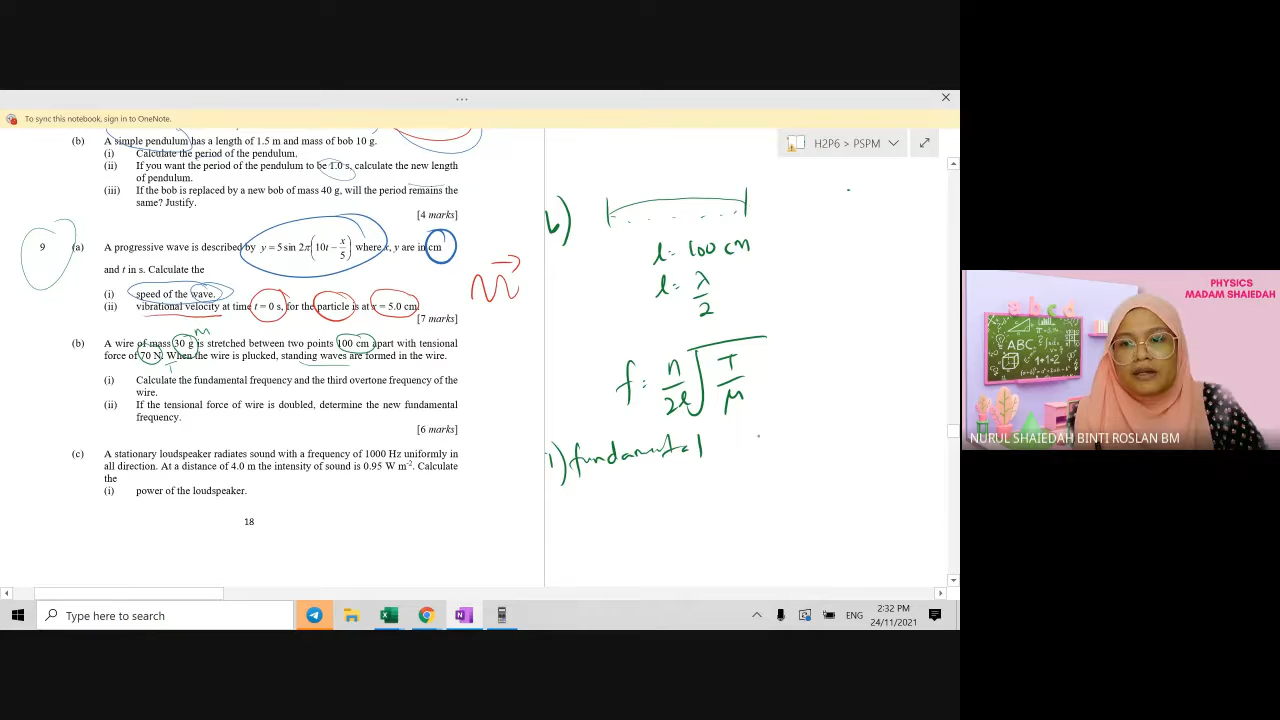 To sync this notebook, sign in to OneNote.
H2P6 > PSPM
(b) A simple pendulum has a length of 1.5 m and mass of bob 10 g.
(i) Calculate the period of the pendulum.
(ii) If you want the period of the pendulum to be 1.0 s, calculate the new length
of pendulum.
(iii) If the bob is replaced by a new bob of mass 40 g, will the period remains the
same? Justify.
[4 marks]
9 (a) A progressive wave is described by y = 5 sin 2π(10t − x/5) where x, y are in cm
and t in s. Calculate the
(i) speed of the wave.
(ii) vibrational velocity at time t = 0 s, for the particle is at x = 5.0 cm.
[7 marks]
M
(b) A wire of mass 30 g is stretched between two points 100 cm apart with tensional
force of 70 N. When the wire is plucked, standing waves are formed in the wire.
T
(i) Calculate the fundamental frequency and the third overtone frequency of the
wire.
(ii) If the tensional force of wire is doubled, determine the new fundamental
frequency.
[6 marks]
(c) A stationary loudspeaker radiates sound with a frequency of 1000 Hz uniformly in
all direction. At a distance of 4.0 m the intensity of sound is 0.95 W m⁻². Calculate
the
(i) power of the loudspeaker.
18
b)
l = 100 cm
l = λ/2
f = n/2l √(T/μ)
i) fundamental
PHYSICS
MADAM SHAIEDAH
a b c d
ABC
1+1=2
NURUL SHAIEDAH BINTI ROSLAN BM
Type here to search
ENG
2:32 PM
24/11/2021